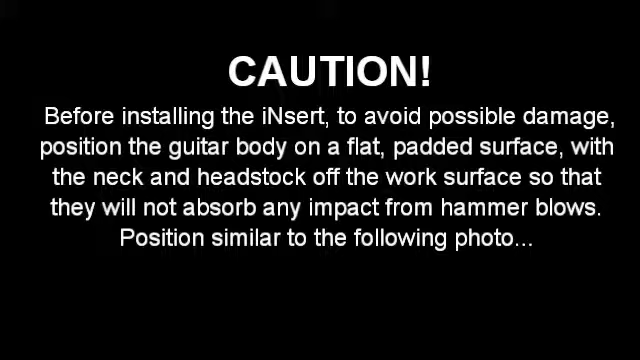 CAUTION!
Before installing the iNsert, to avoid possible damage,
position the guitar body on a flat, padded surface, with
the neck and headstock off the work surface so that
they will not absorb any impact from hammer blows.
Position similar to the following photo...